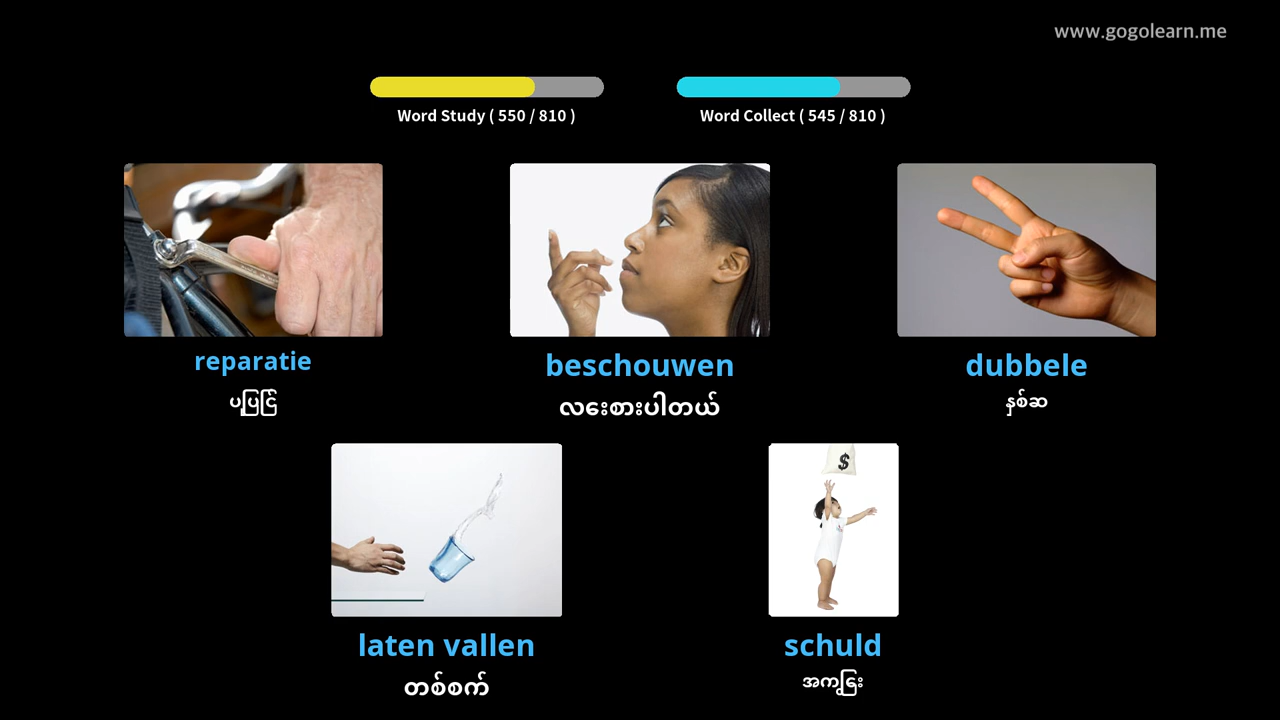 www.gogolearn.me
Word Study ( 550 / 810 )
Word Collect ( 545 / 810 )
reparatie
ပြုပြင်
beschouwen
လေးစားပါတယ်
dubbele
နှစ်ဆ
$
laten vallen
တစ်စက်
schuld
အကြွေး